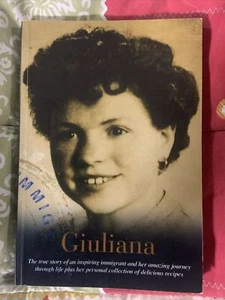 MMIG
Giuliana
The true story of an inspiring immigrant and her amazing journey
through life plus her personal collection of delicious recipes